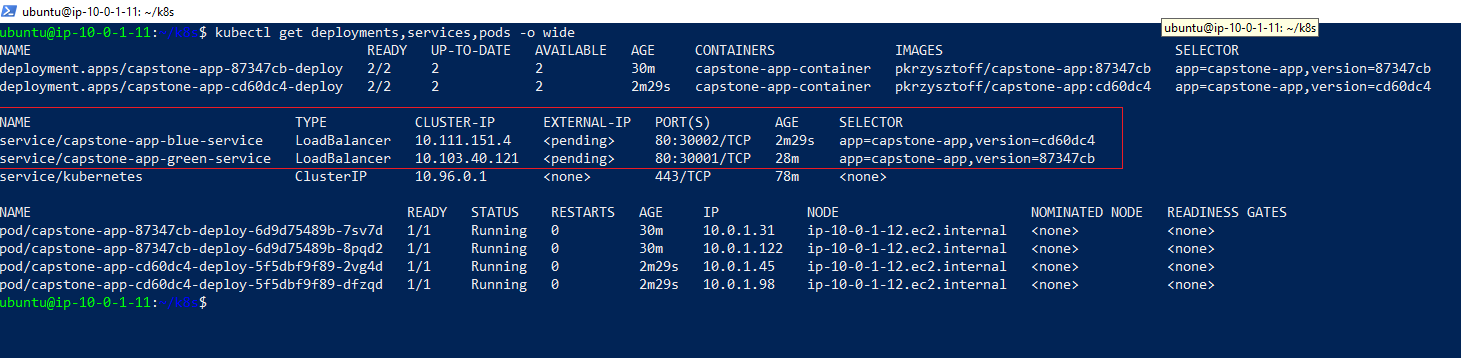 ubuntu@ip-10-0-1-11: ~/k8s
ubuntu@ip-10-0-1-11:~/k8s$ kubectl get deployments,services,pods -o wide
ubuntu@ip-10-0-1-11: ~/k8s
NAME READY UP-TO-DATE AVAILABLE AGE CONTAINERS IMAGES SELECTOR
deployment.apps/capstone-app-87347cb-deploy 2/2 2 2 30m capstone-app-container pkrzysztoff/capstone-app:87347cb app=capstone-app,version=87347cb
deployment.apps/capstone-app-cd60dc4-deploy 2/2 2 2 2m29s capstone-app-container pkrzysztoff/capstone-app:cd60dc4 app=capstone-app,version=cd60dc4
NAME TYPE CLUSTER-IP EXTERNAL-IP PORT(S) AGE SELECTOR
service/capstone-app-blue-service LoadBalancer 10.111.151.4 <pending> 80:30002/TCP 2m29s app=capstone-app,version=cd60dc4
service/capstone-app-green-service LoadBalancer 10.103.40.121 <pending> 80:30001/TCP 28m app=capstone-app,version=87347cb
service/kubernetes ClusterIP 10.96.0.1 <none> 443/TCP 78m <none>
NAME READY STATUS RESTARTS AGE IP NODE NOMINATED NODE READINESS GATES
pod/capstone-app-87347cb-deploy-6d9d75489b-7sv7d 1/1 Running 0 30m 10.0.1.31 ip-10-0-1-12.ec2.internal <none> <none>
pod/capstone-app-87347cb-deploy-6d9d75489b-8pqd2 1/1 Running 0 30m 10.0.1.122 ip-10-0-1-12.ec2.internal <none> <none>
pod/capstone-app-cd60dc4-deploy-5f5dbf9f89-2vg4d 1/1 Running 0 2m29s 10.0.1.45 ip-10-0-1-12.ec2.internal <none> <none>
pod/capstone-app-cd60dc4-deploy-5f5dbf9f89-dfzqd 1/1 Running 0 2m29s 10.0.1.98 ip-10-0-1-12.ec2.internal <none> <none>
ubuntu@ip-10-0-1-11:~/k8s$